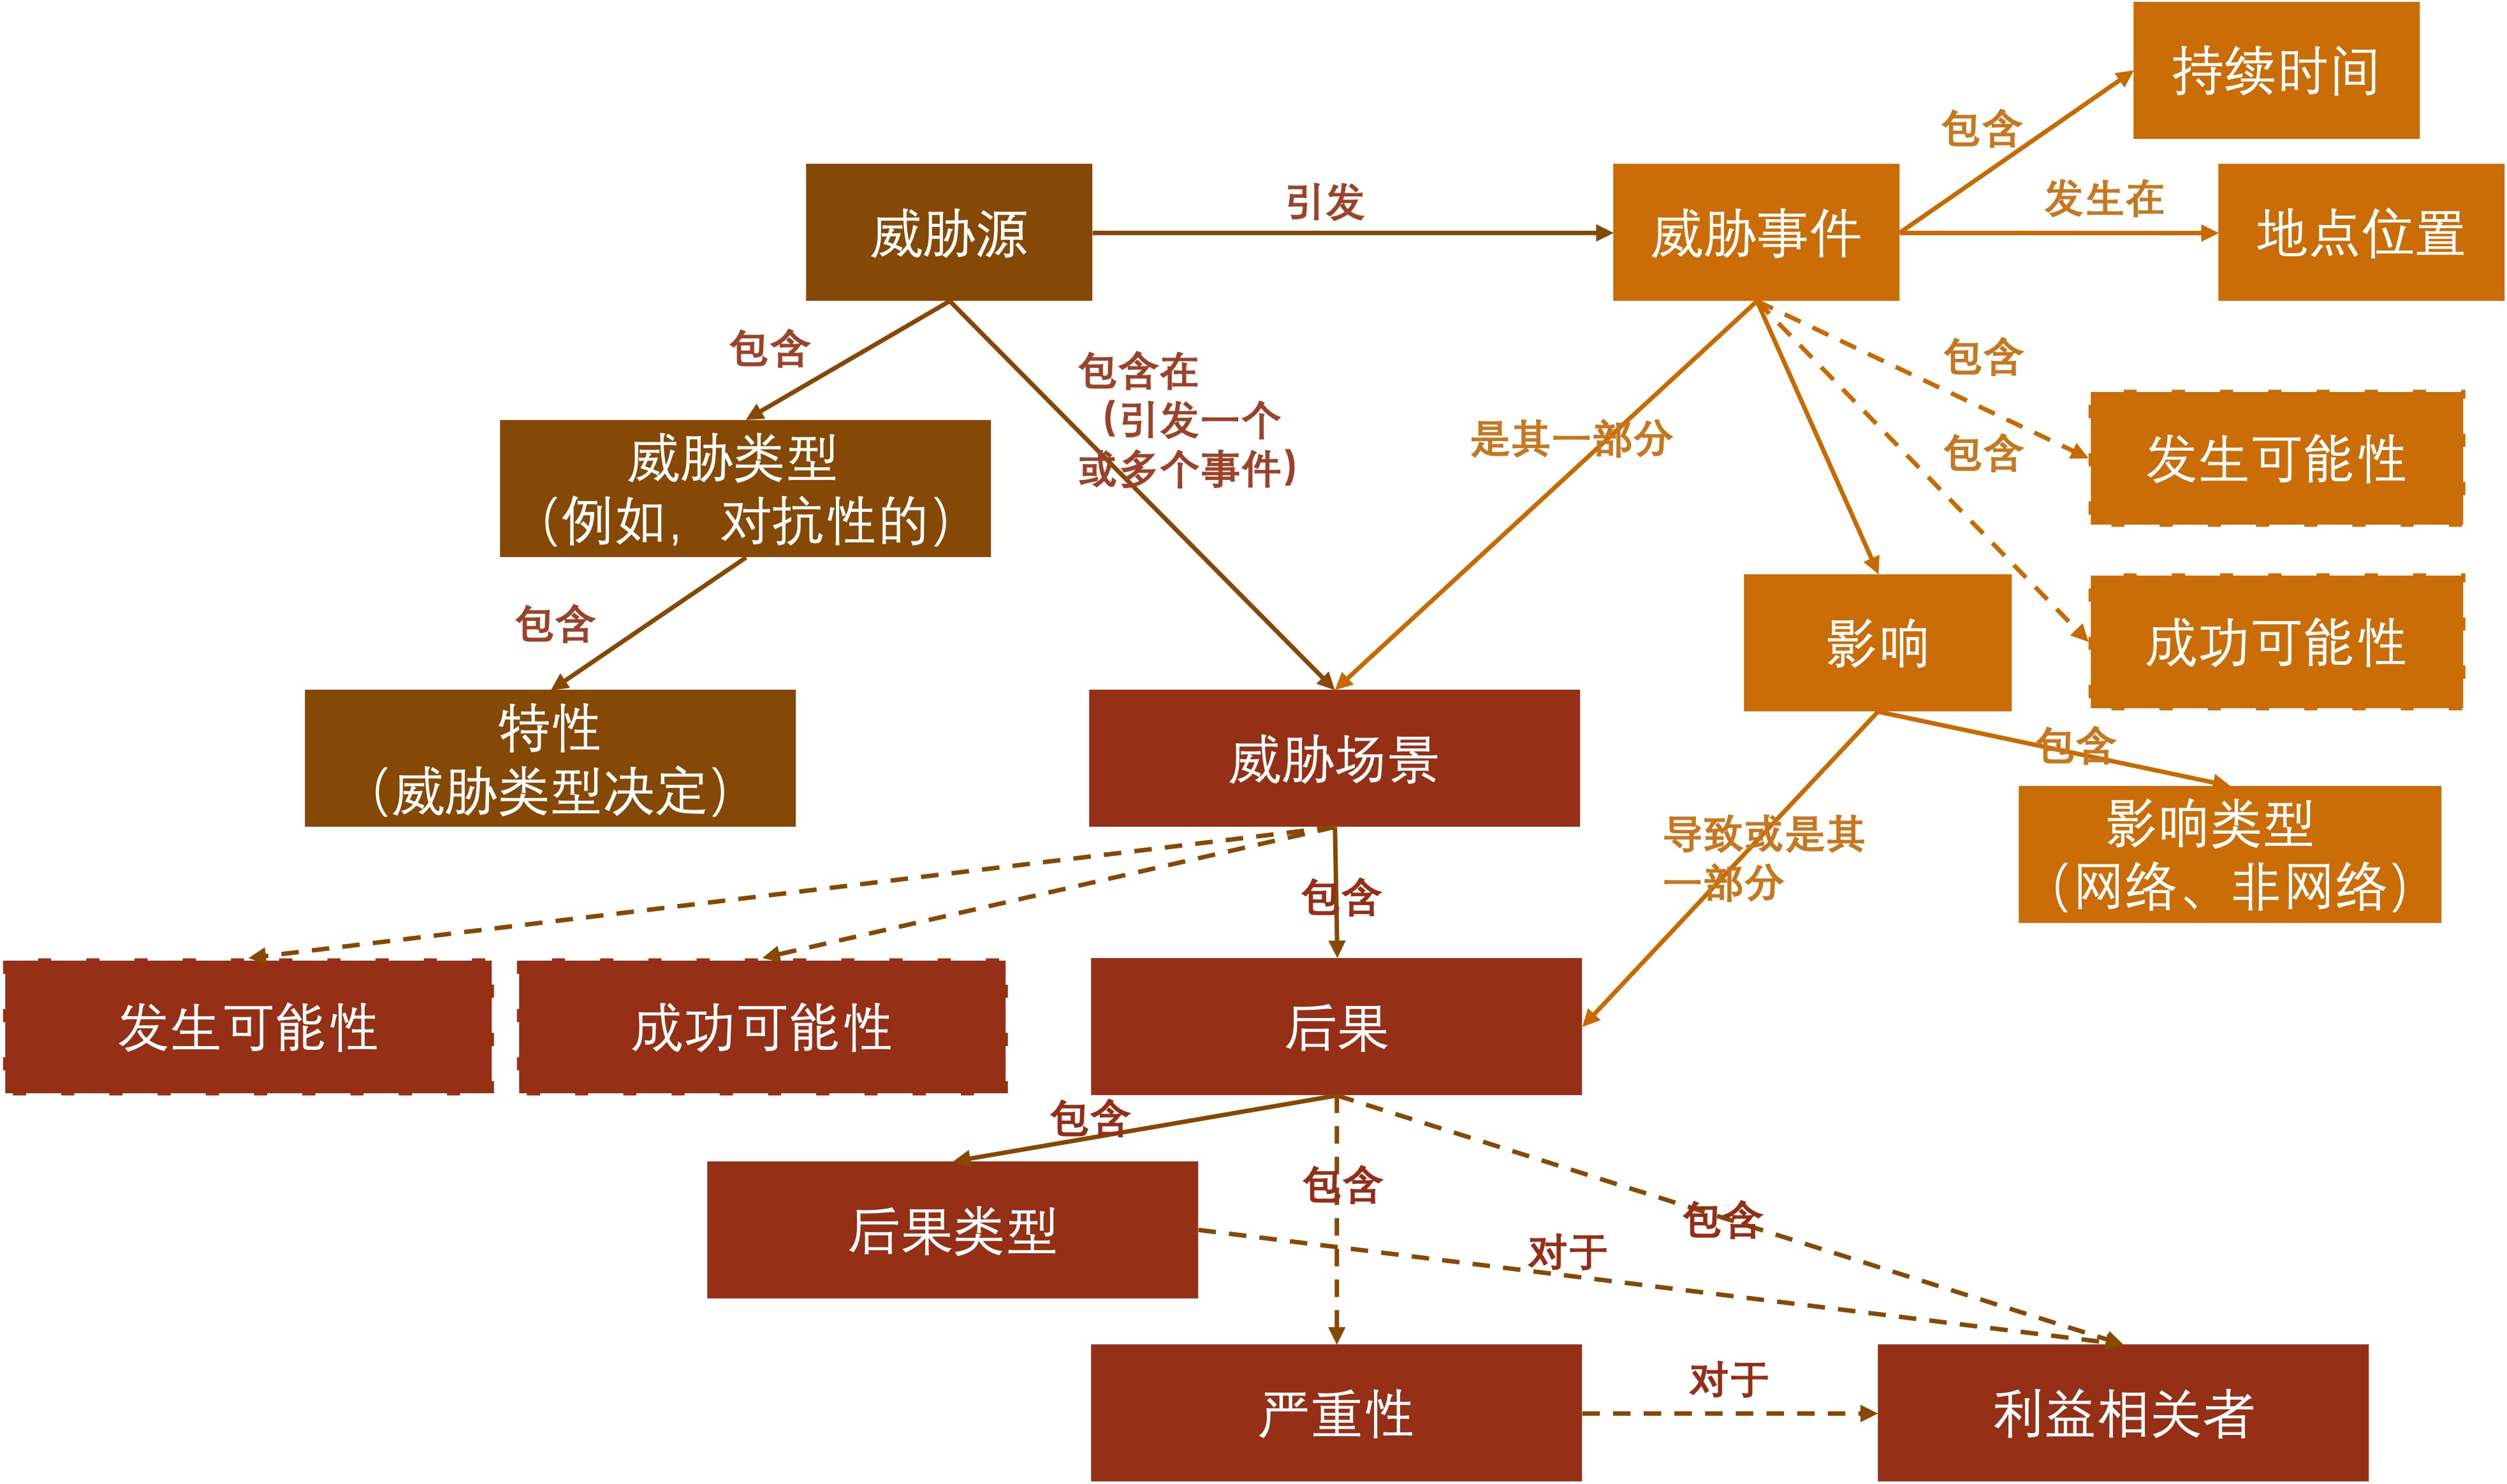 持续时间
包含
威胁源
引发
威胁事件
发生在
地点位置
包含
包含在
(引发一个
或多个事件)
是其一部分
包含
包含
发生可能性
威胁类型
（例如， 对抗性的）
包含
影响
成功可能性
特性
（威胁类型决定）
威胁场景
包含
影响类型
（网络、非网络）
导致或是其
一部分
包含
发生可能性
成功可能性
后果
包含
包含
包含
后果类型
对于
严重性
对于
利益相关者